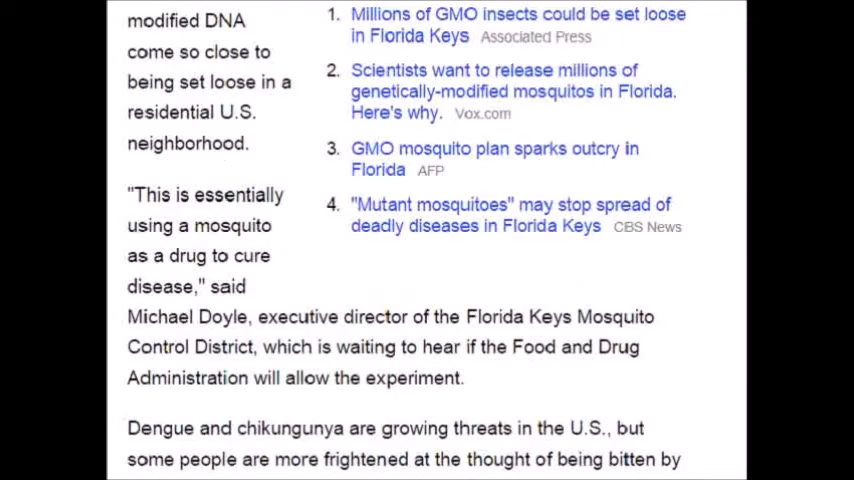 modified DNA
come so close to
being set loose in a
residential U.S.
neighborhood.
"This is essentially
using a mosquito
as a drug to cure
disease," said
1. Millions of GMO insects could be set loose
in Florida Keys Associated Press
2. Scientists want to release millions of
genetically-modified mosquitos in Florida.
Here's why. Vox.com
3. GMO mosquito plan sparks outcry in
Florida AFP
4. "Mutant mosquitoes" may stop spread of
deadly diseases in Florida Keys CBS News
Michael Doyle, executive director of the Florida Keys Mosquito
Control District, which is waiting to hear if the Food and Drug
Administration will allow the experiment.
Dengue and chikungunya are growing threats in the U.S., but
some people are more frightened at the thought of being bitten by